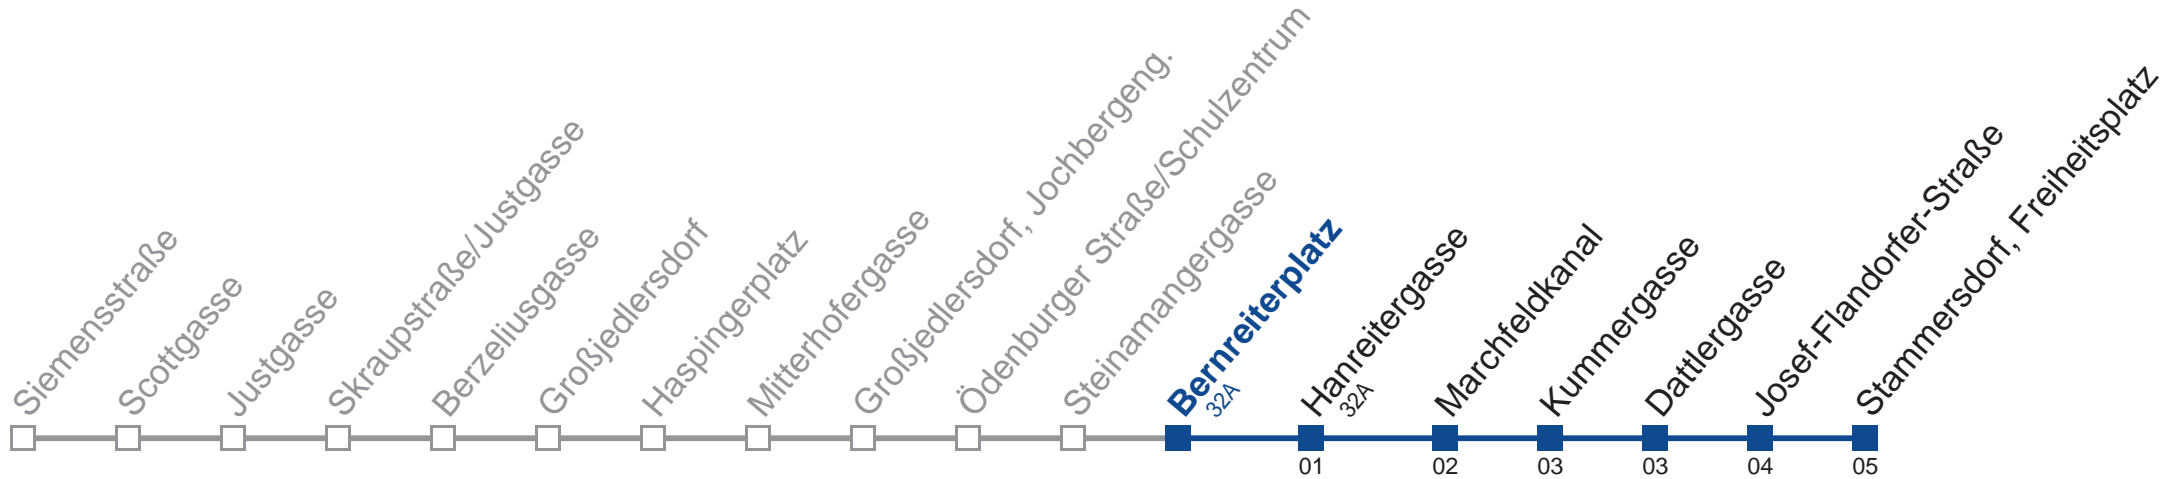 Siemensstraße
Scottgasse
Justgasse
Skraupstraße/Justgasse
Berzeliusgasse
Großjedlersdorf
Haspingerplatz
Mitterhofergasse
Großjedlersdorf, Jochbergeng.
Ödenburger Straße/Schulzentrum
Steinamangergasse
Bernreiterplatz
32A
Hanreitergasse
32A
Marchfeldkanal
Kummergasse
Dattlergasse
Josef-Flandorfer-Straße
Stammersdorf, Freiheitsplatz
01
02
03
03
04
05